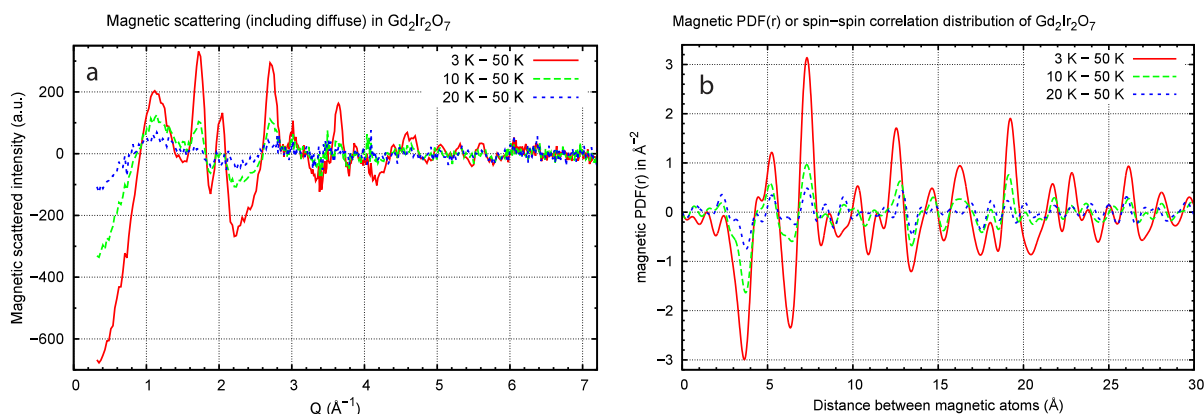 Magnetic scattering (including diffuse) in Gd2Ir2O7
a
3 K − 50 K
10 K − 50 K
20 K − 50 K
200
0
−200
−400
−600
Magnetic scattered intensity (a.u.)
0 1 2 3 4 5 6 7
Q (Å−1)
Magnetic PDF(r) or spin−spin correlation distribution of Gd2Ir2O7
b
3 K − 50 K
10 K − 50 K
20 K − 50 K
3
2
1
0
−1
−2
−3
magnetic PDF(r) in Å−2
0 5 10 15 20 25 30
Distance between magnetic atoms (Å)